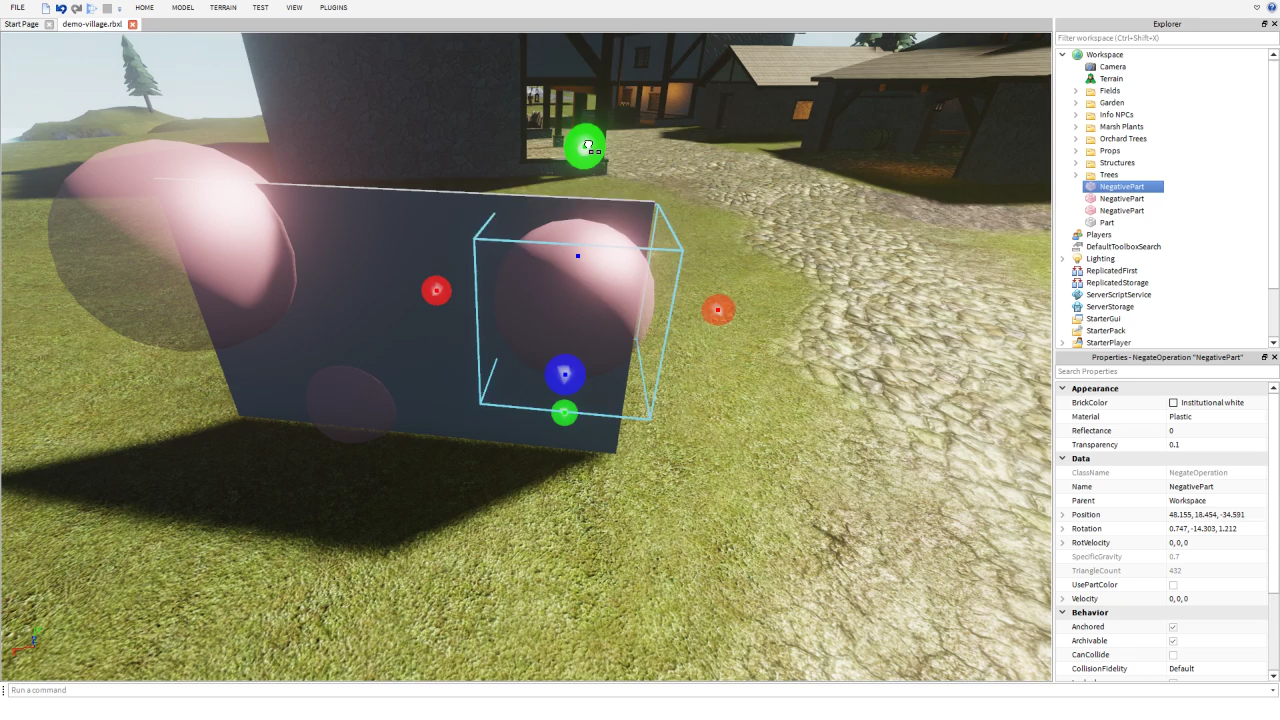 FILE HOME MODEL TERRAIN TEST VIEW PLUGINS
Start Page demo-village.rbxl
Explorer
Filter workspace (Ctrl+Shift+X)
Workspace
Camera
Terrain
Fields
Garden
Info NPCs
Marsh Plants
Orchard Trees
Props
Structures
Trees
NegativePart
NegativePart
NegativePart
Part
Players
DefaultToolboxSearch
Lighting
ReplicatedFirst
ReplicatedStorage
ServerScriptService
ServerStorage
StarterGui
StarterPack
StarterPlayer
Properties - NegateOperation "NegativePart"
Search Properties
Appearance
BrickColor Institutional white
Material Plastic
Reflectance 0
Transparency 0.1
Data
ClassName NegateOperation
Name NegativePart
Parent Workspace
Position 48.155, 18.454, -34.591
Rotation 0.747, -14.303, 1.212
RotVelocity 0, 0, 0
SpecificGravity 0.7
TriangleCount 432
UsePartColor
Velocity 0, 0, 0
Behavior
Anchored
Archivable
CanCollide
CollisionFidelity Default
Run a command